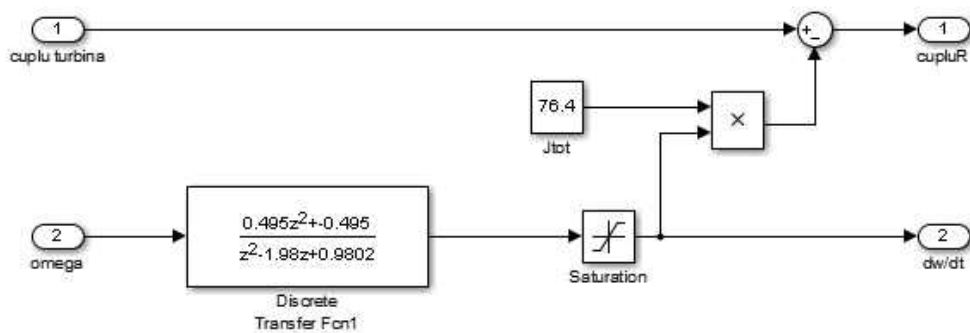 1
cuplu turbina
+
−
1
cupluR
76.4
Jtot
×
2
omega
0.495z²+-0.495
z²-1.98z+0.9802
Discrete
Transfer Fcn1
Saturation
2
dw/dt